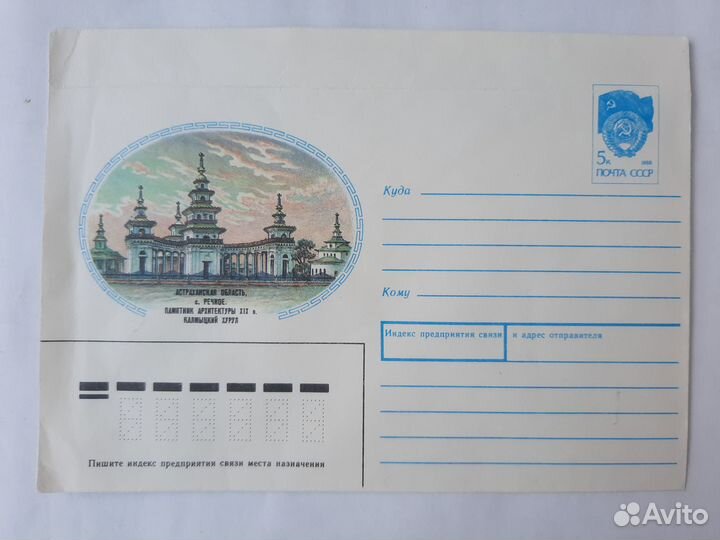 5к 1988
ПОЧТА СССР
Куда
Кому
Индекс предприятия связи и адрес отправителя
АСТРАХАНСКАЯ ОБЛАСТЬ,
с. РЕЧНОЕ.
ПАМЯТНИК АРХИТЕКТУРЫ XIX в.
КАЛМЫЦКИЙ ХУРУЛ
Пишите индекс предприятия связи места назначения
Avito